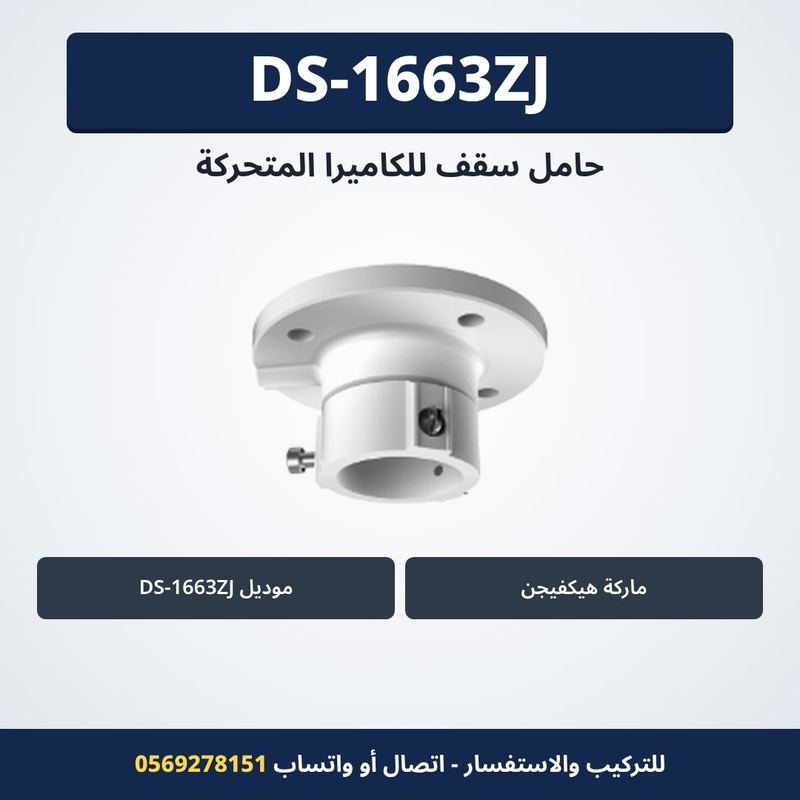 DS-1663ZJ
حامل سقف للكاميرا المتحركة
ماركة هيكفيجن
موديل DS-1663ZJ
للتركيب والاستفسار - اتصال أو واتساب 0569278151